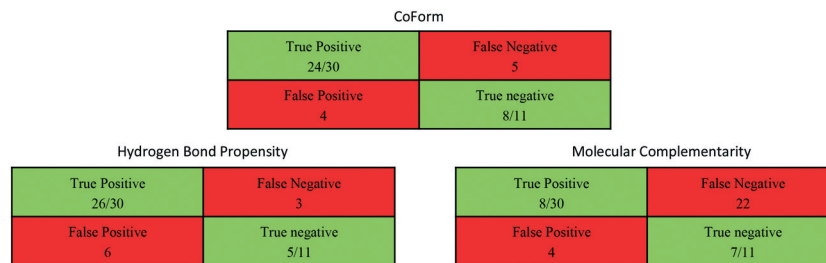 CoForm
True Positive
24/30
False Negative
5
False Positive
4
True negative
8/11
Hydrogen Bond Propensity
True Positive
26/30
False Negative
3
False Positive
6
True negative
5/11
Molecular Complementarity
True Positive
8/30
False Negative
22
False Positive
4
True negative
7/11